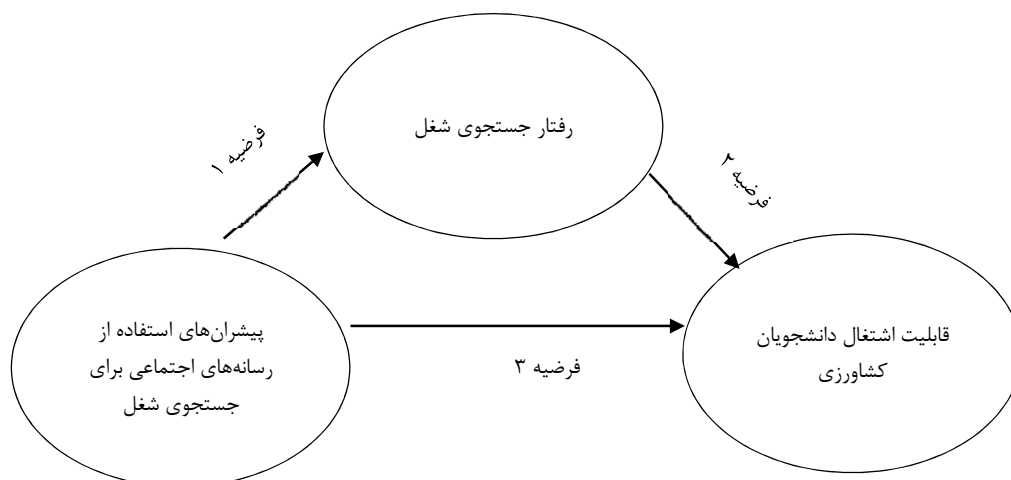 رفتار جستجوی شغل
فرضیه ۱
فرضیه ۲
پیشران‌های استفاده از
رسانه‌های اجتماعی برای
جستجوی شغل
قابلیت اشتغال دانشجویان
کشاورزی
فرضیه ۳